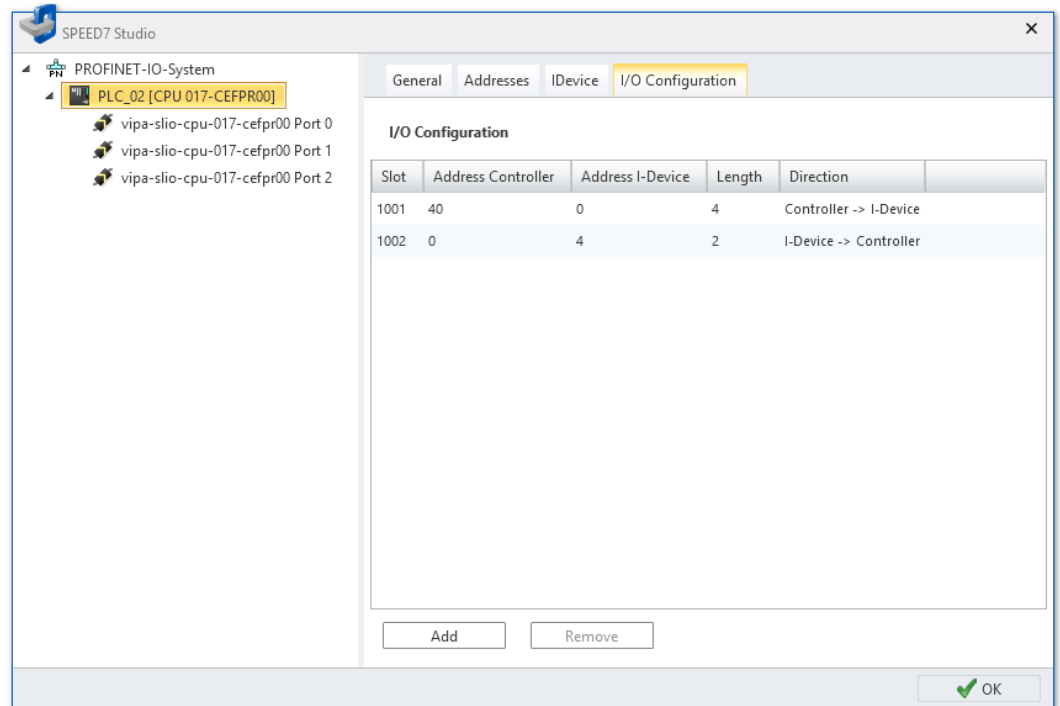 SPEED7 Studio
PROFINET-IO-System
PLC_02 [CPU 017-CEFPR00]
vipa-slio-cpu-017-cefpr00 Port 0
vipa-slio-cpu-017-cefpr00 Port 1
vipa-slio-cpu-017-cefpr00 Port 2
General Addresses IDevice I/O Configuration
I/O Configuration
Slot Address Controller Address I-Device Length Direction
1001 40 0 4 Controller -> I-Device
1002 0 4 2 I-Device -> Controller
Add Remove
OK